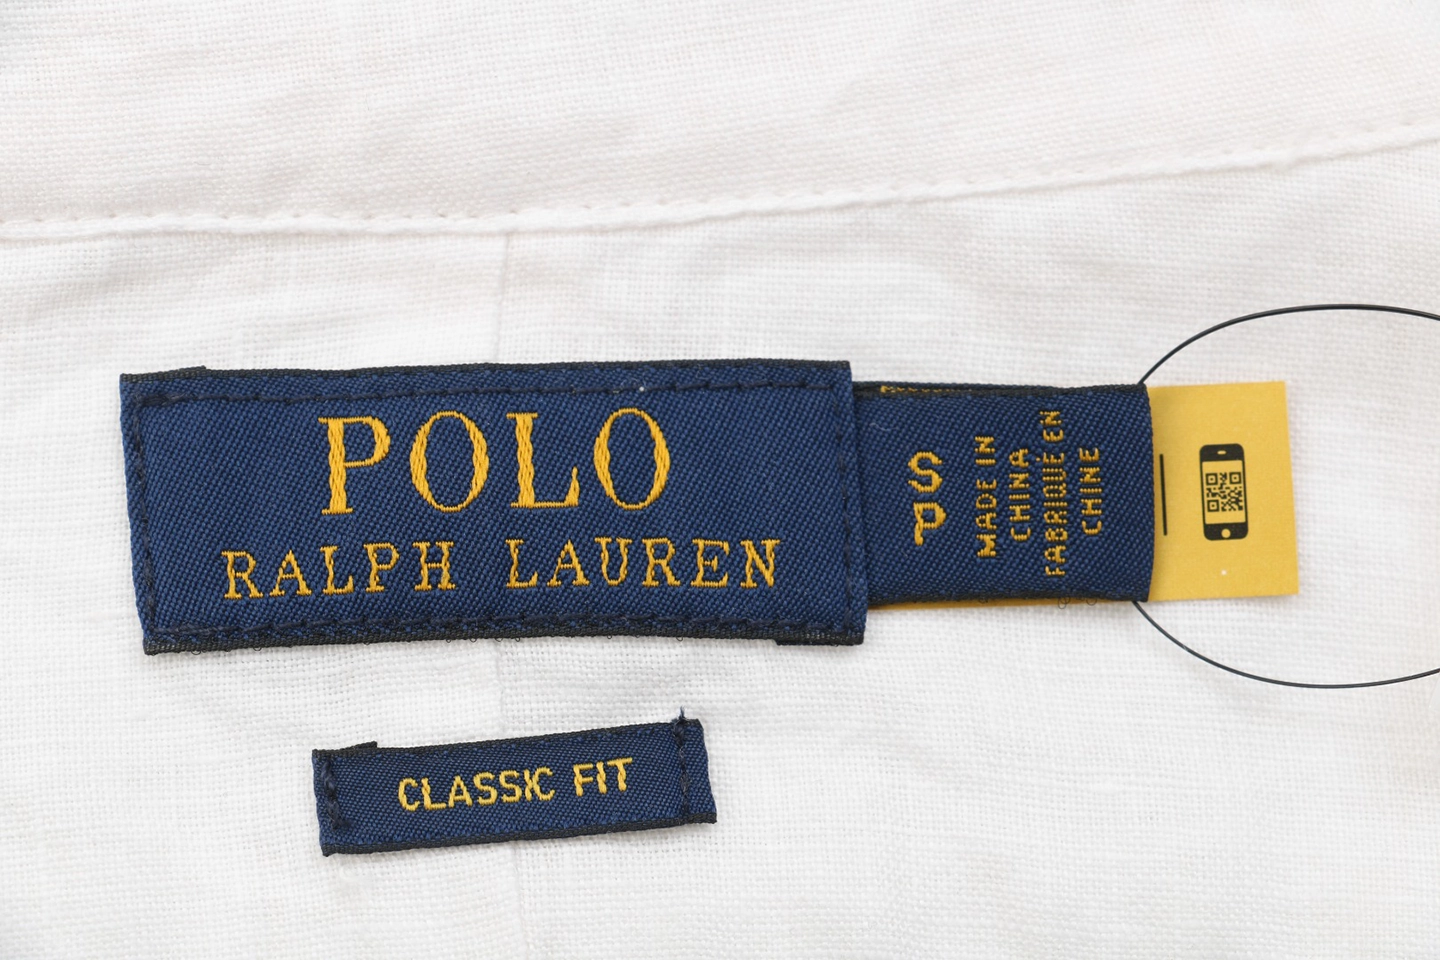 POLO
RALPH LAUREN
S
P
MADE IN
CHINA
FABRIQUÉ EN
CHINE
CLASSIC FIT